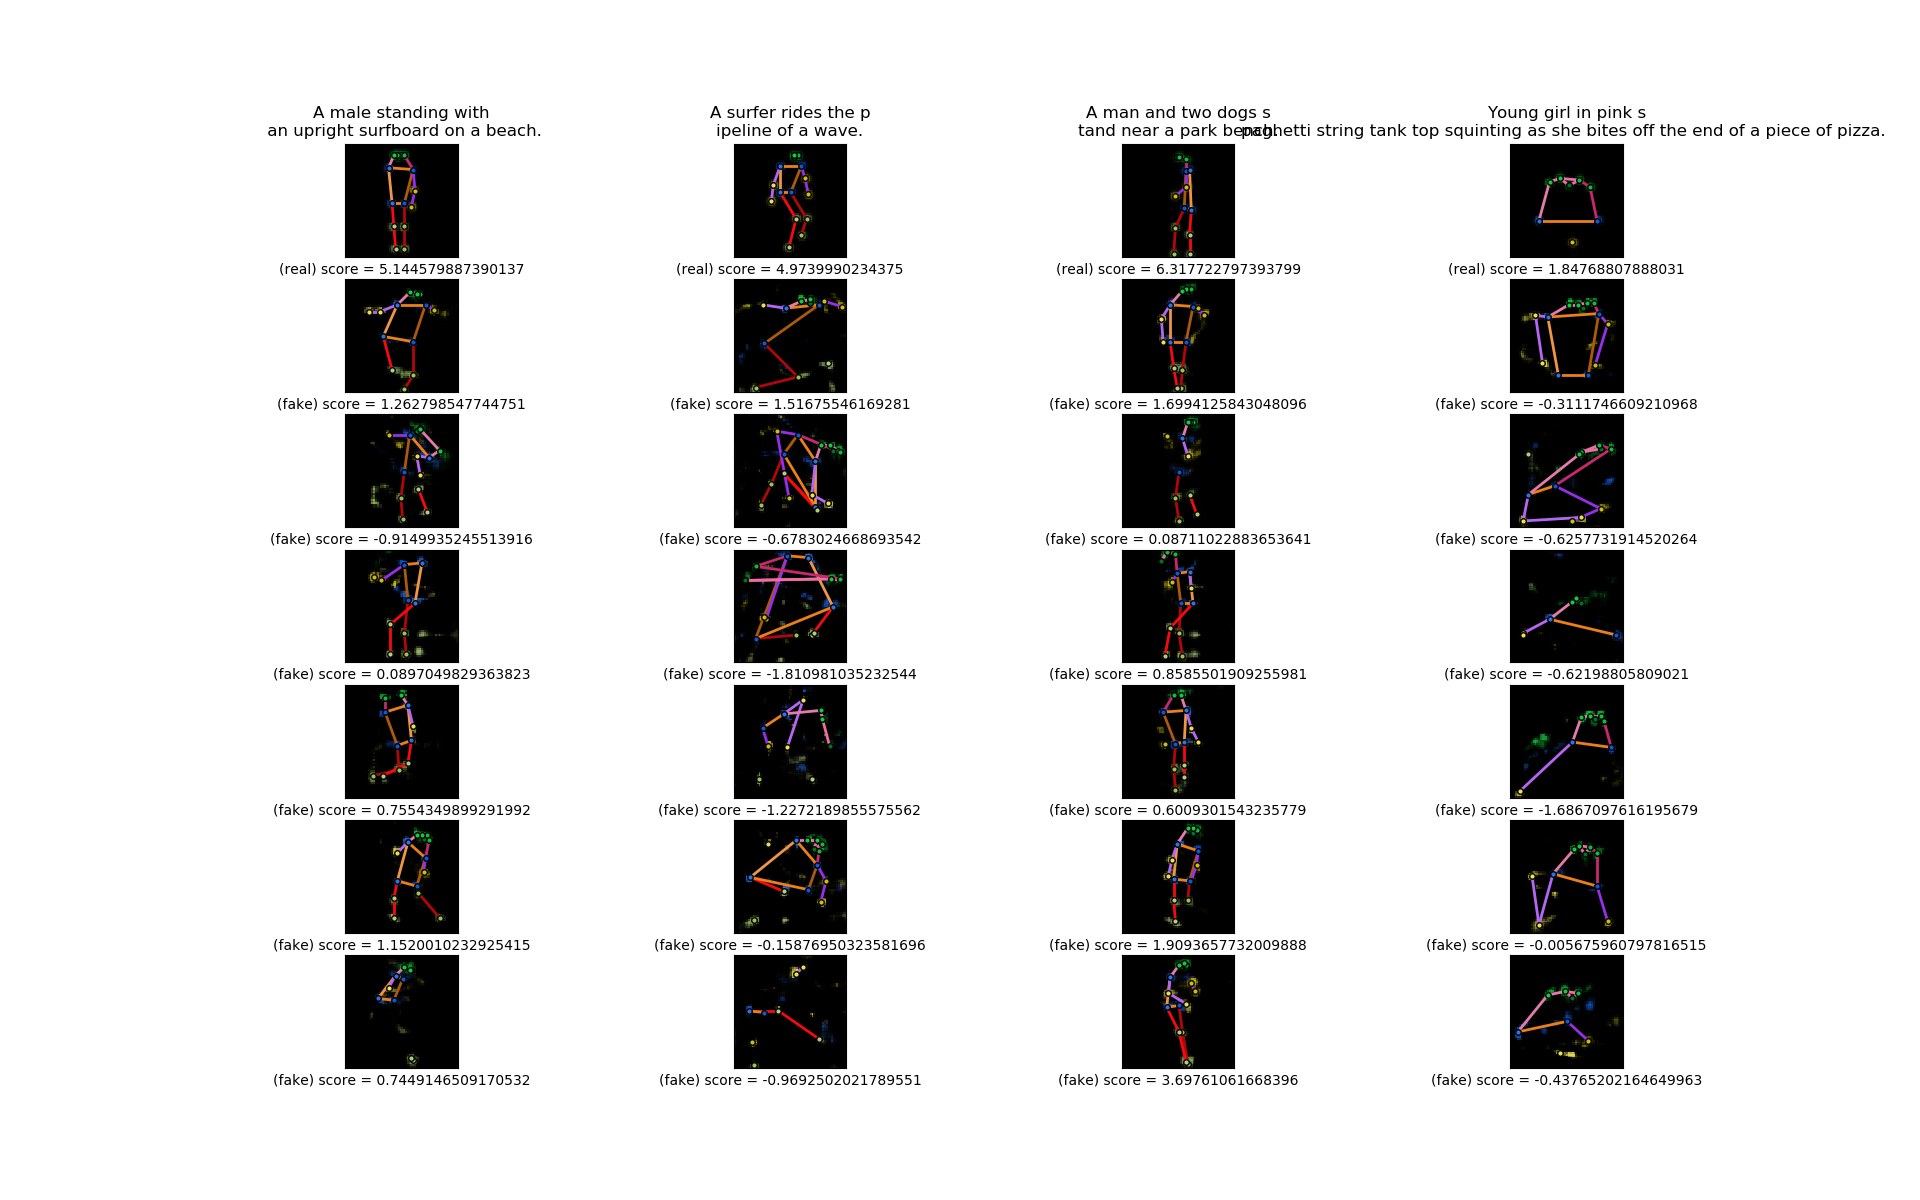 A male standing with
an upright surfboard on a beach.
A surfer rides the p
ipeline of a wave.
A man and two dogs s
tand near a park bench.
Young girl in pink s
paghetti string tank top squinting as she bites off the end of a piece of pizza.
(real) score = 5.144579887390137
(real) score = 4.9739990234375
(real) score = 6.317722797393799
(real) score = 1.84768807888031
(fake) score = 1.262798547744751
(fake) score = 1.51675546169281
(fake) score = 1.6994125843048096
(fake) score = -0.3111746609210968
(fake) score = -0.9149935245513916
(fake) score = -0.6783024668693542
(fake) score = 0.08711022883653641
(fake) score = -0.6257731914520264
(fake) score = 0.0897049829363823
(fake) score = -1.810981035232544
(fake) score = 0.8585501909255981
(fake) score = -0.62198805809021
(fake) score = 0.7554349899291992
(fake) score = -1.2272189855575562
(fake) score = 0.6009301543235779
(fake) score = -1.6867097616195679
(fake) score = 1.1520010232925415
(fake) score = -0.15876950323581696
(fake) score = 1.9093657732009888
(fake) score = -0.005675960797816515
(fake) score = 0.7449146509170532
(fake) score = -0.9692502021789551
(fake) score = 3.69761061668396
(fake) score = -0.43765202164649963